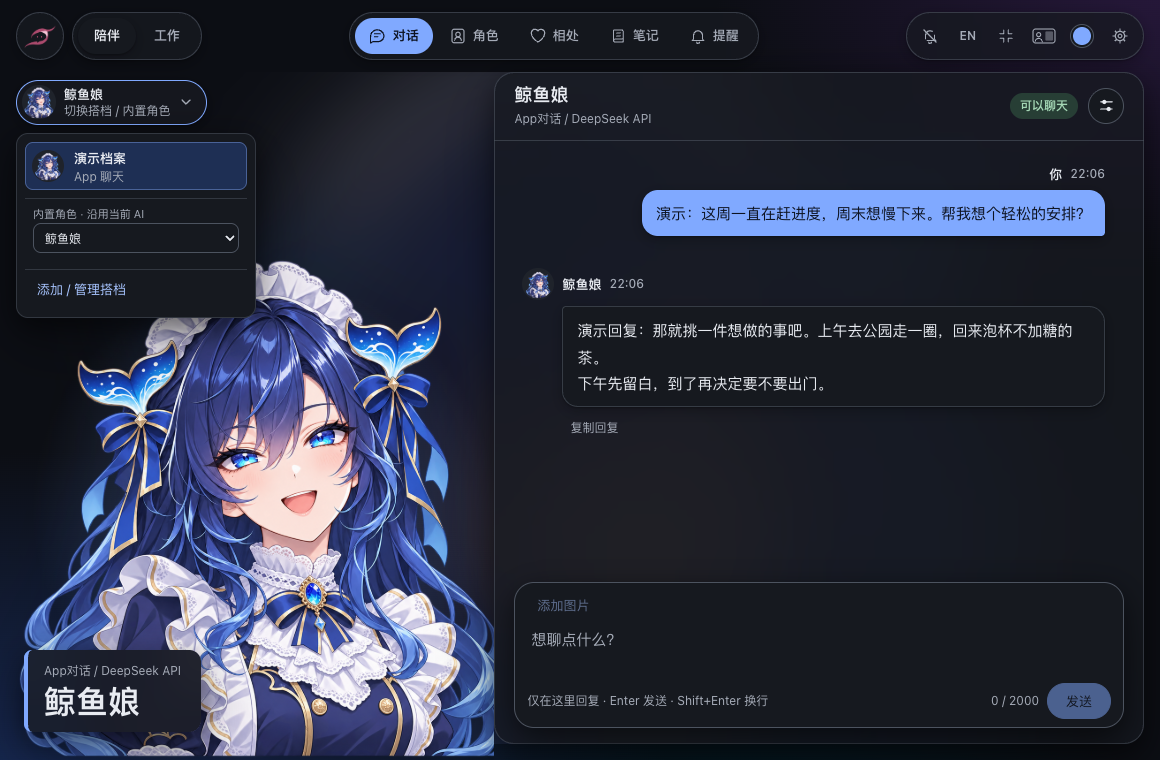 陪伴
工作
对话
角色
相处
笔记
提醒
EN
鲸鱼娘
切换搭档 / 内置角色
演示档案
App 聊天
内置角色 · 沿用当前 AI
鲸鱼娘
添加 / 管理搭档
App对话 / DeepSeek API
鲸鱼娘
鲸鱼娘
App对话 / DeepSeek API
可以聊天
你 22:06
演示：这周一直在赶进度，周末想慢下来。帮我想个轻松的安排？
鲸鱼娘 22:06
演示回复：那就挑一件想做的事吧。上午去公园走一圈，回来泡杯不加糖的
茶。
下午先留白，到了再决定要不要出门。
复制回复
添加图片
想聊点什么？
仅在这里回复 · Enter 发送 · Shift+Enter 换行
0 / 2000
发送